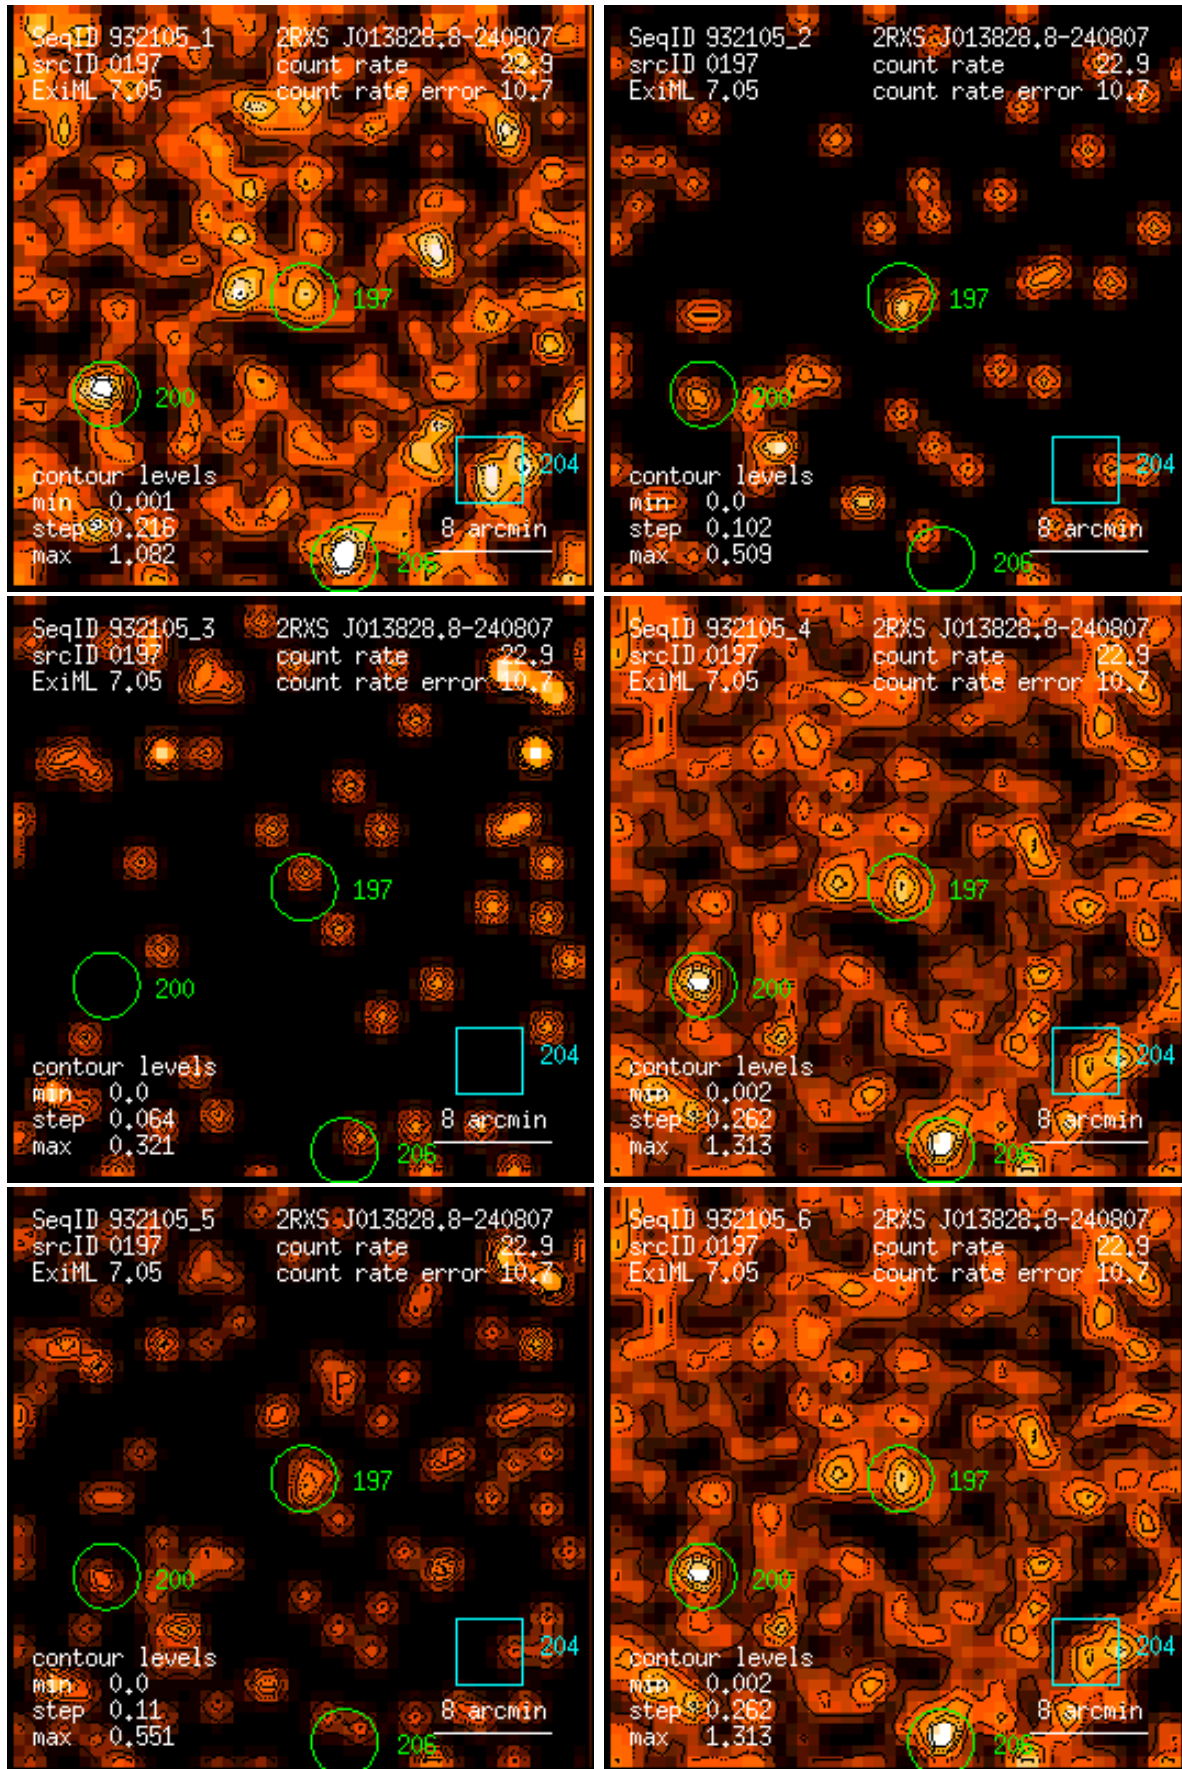 SeqID 932105_1 2RXS J013828.8-240807
srcID 0197 count rate 22.9
ExiML 7.05 count rate error 10.7
197
200
204
contour levels
min 0.001
step 0.216
max 1.082
8 arcmin
206
SeqID 932105_2 2RXS J013828.8-240807
srcID 0197 count rate 22.9
ExiML 7.05 count rate error 10.7
197
200
204
contour levels
min 0.0
step 0.102
max 0.509
8 arcmin
206
SeqID 932105_3 2RXS J013828.8-240807
srcID 0197 count rate 22.9
ExiML 7.05 count rate error 10.7
197
200
204
contour levels
min 0.0
step 0.064
max 0.321
8 arcmin
206
SeqID 932105_4 2RXS J013828.8-240807
srcID 0197 count rate 22.9
ExiML 7.05 count rate error 10.7
197
200
204
contour levels
min 0.002
step 0.262
max 1.313
8 arcmin
206
SeqID 932105_5 2RXS J013828.8-240807
srcID 0197 count rate 22.9
ExiML 7.05 count rate error 10.7
197
200
204
contour levels
min 0.0
step 0.11
max 0.551
8 arcmin
206
SeqID 932105_6 2RXS J013828.8-240807
srcID 0197 count rate 22.9
ExiML 7.05 count rate error 10.7
197
200
204
contour levels
min 0.002
step 0.262
max 1.313
8 arcmin
206